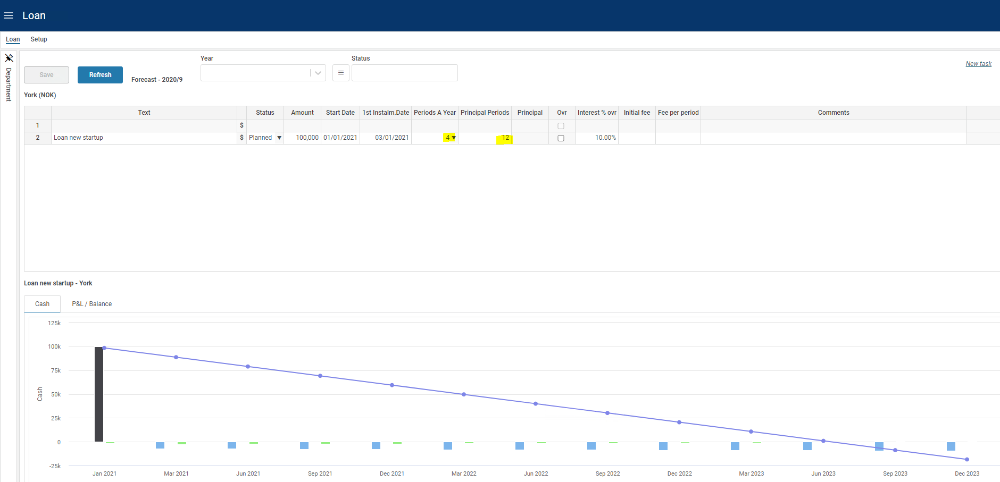 Loan
Loan Setup
Department
Save Refresh Forecast - 2020/9 Year Status New task
York (NOK)
Text Status Amount Start Date 1st Instalm.Date Periods A Year Principal Periods Principal Ovr Interest % ovr Initial fee Fee per period Comments
1 $
2 Loan new startup $ Planned 100,000 01/01/2021 03/01/2021 4 12 10.00%
Loan new startup - York
Cash P&L / Balance
Cash
125k
100k
75k
50k
25k
0
-25k
Jan 2021 Mar 2021 Jun 2021 Sep 2021 Dec 2021 Mar 2022 Jun 2022 Sep 2022 Dec 2022 Mar 2023 Jun 2023 Sep 2023 Dec 2023